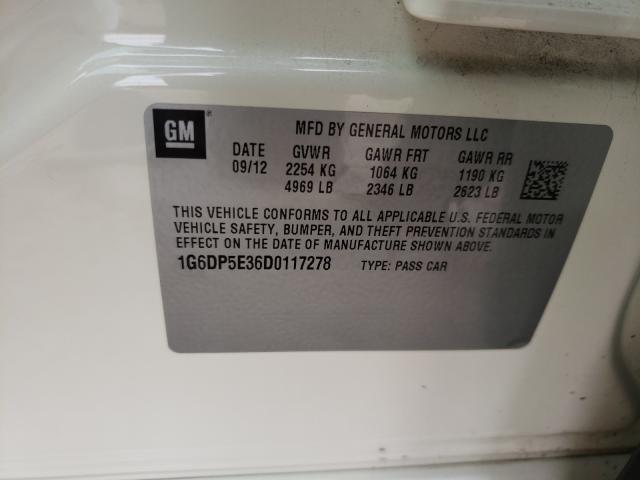 GM®
MFD BY GENERAL MOTORS LLC
DATE GVWR GAWR FRT GAWR RR
09/12 2254 KG 1064 KG 1190 KG
4969 LB 2346 LB 2623 LB
THIS VEHICLE CONFORMS TO ALL APPLICABLE U.S. FEDERAL MOTOR
VEHICLE SAFETY, BUMPER, AND THEFT PREVENTION STANDARDS IN
EFFECT ON THE DATE OF MANUFACTURE SHOWN ABOVE.
1G6DP5E36D0117278 TYPE: PASS CAR